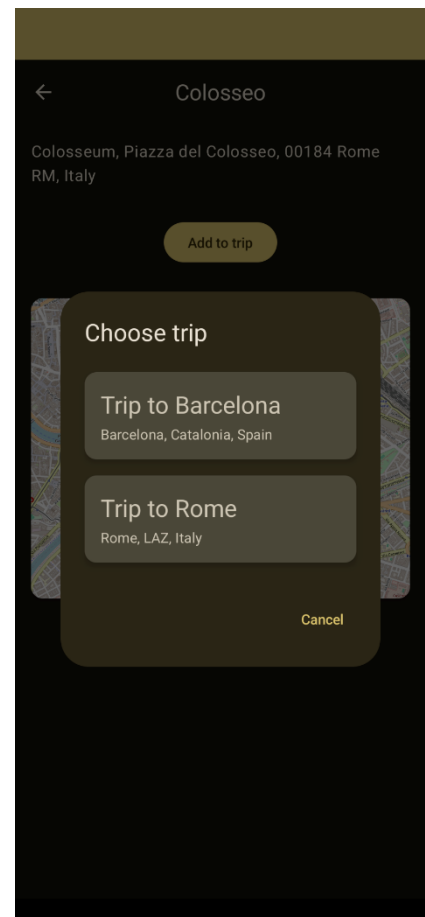 Colosseo
Colosseum, Piazza del Colosseo, 00184 Rome
RM, Italy
Add to trip
Choose trip
Trip to Barcelona
Barcelona, Catalonia, Spain
Trip to Rome
Rome, LAZ, Italy
Cancel